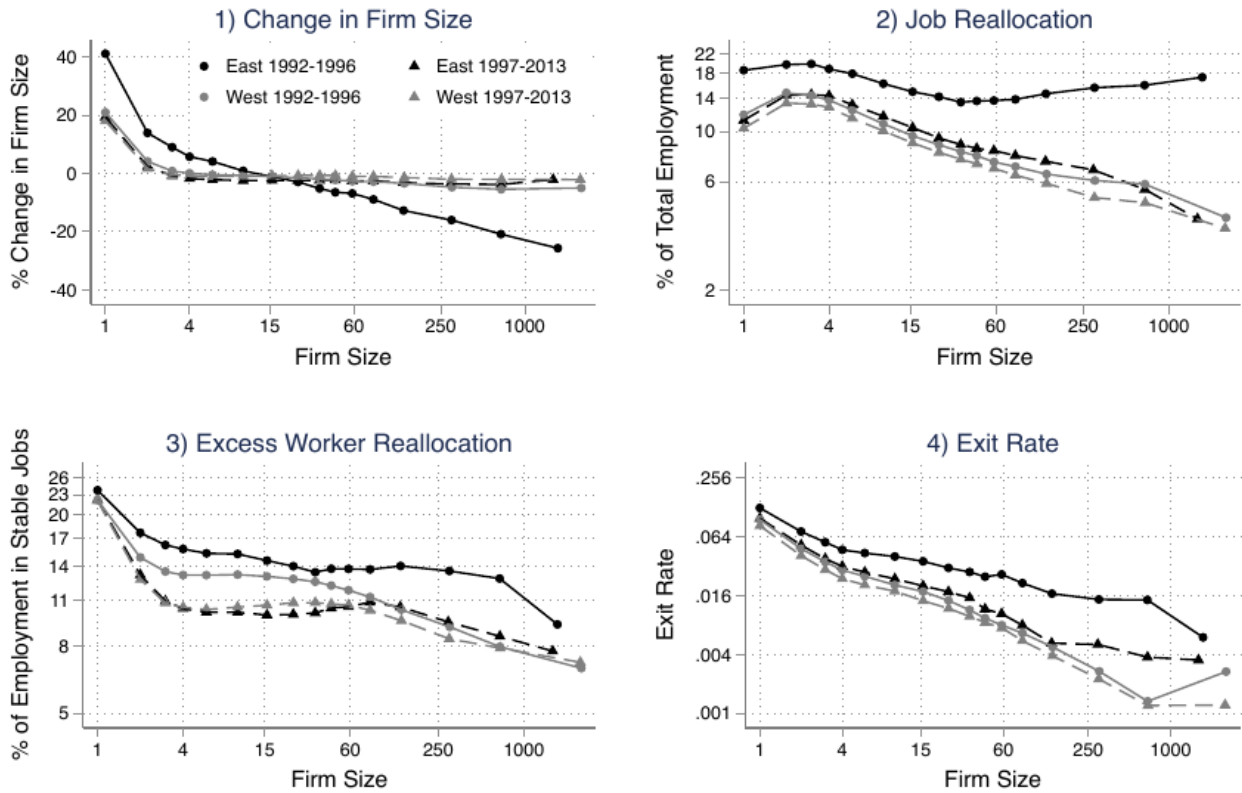 1) Change in Firm Size
% Change in Firm Size
40
20
0
-20
-40
East 1992-1996
East 1997-2013
West 1992-1996
West 1997-2013
1 4 15 60 250 1000
Firm Size
2) Job Reallocation
% of Total Employment
22
18
14
10
6
2
1 4 15 60 250 1000
Firm Size
3) Excess Worker Reallocation
% of Employment in Stable Jobs
26
23
20
17
14
11
8
5
1 4 15 60 250 1000
Firm Size
4) Exit Rate
Exit Rate
.256
.064
.016
.004
.001
1 4 15 60 250 1000
Firm Size